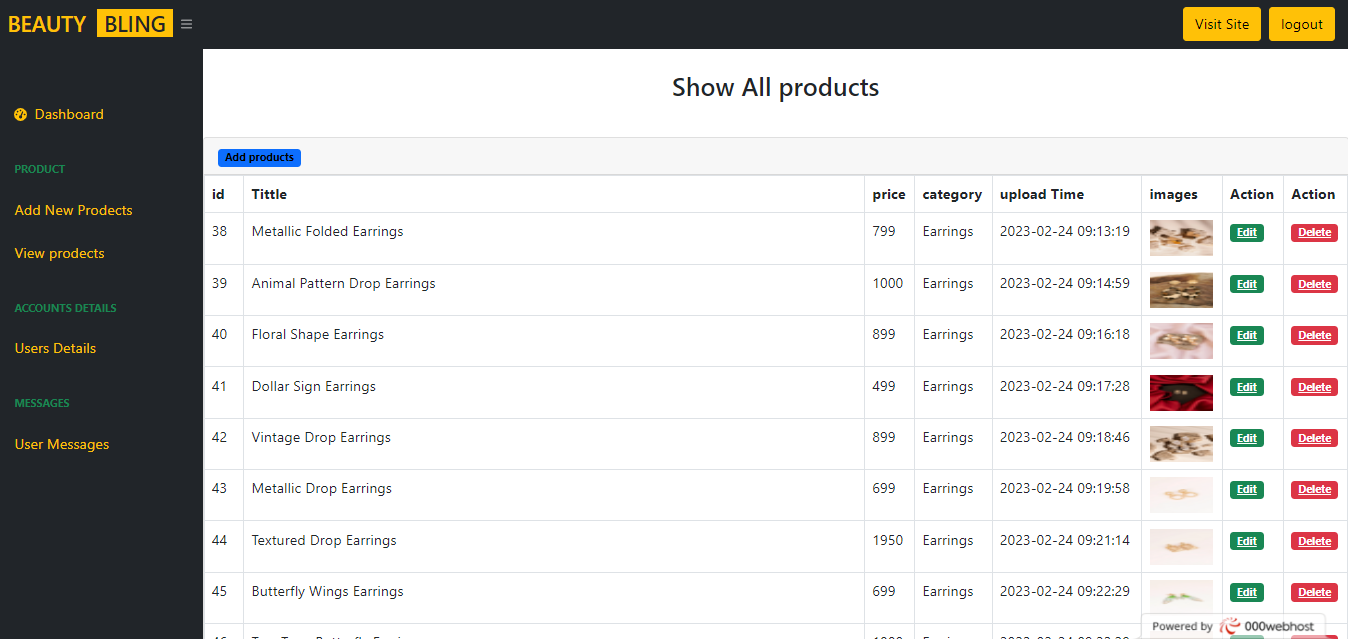 BEAUTY BLING Visit Site logout
Dashboard
PRODUCT
Add New Prodects
View prodects
ACCOUNTS DETAILS
Users Details
MESSAGES
User Messages
Show All products
Add products
id Tittle price category upload Time images Action Action
38 Metallic Folded Earrings 799 Earrings 2023-02-24 09:13:19 Edit Delete
39 Animal Pattern Drop Earrings 1000 Earrings 2023-02-24 09:14:59 Edit Delete
40 Floral Shape Earrings 899 Earrings 2023-02-24 09:16:18 Edit Delete
41 Dollar Sign Earrings 499 Earrings 2023-02-24 09:17:28 Edit Delete
42 Vintage Drop Earrings 899 Earrings 2023-02-24 09:18:46 Edit Delete
43 Metallic Drop Earrings 699 Earrings 2023-02-24 09:19:58 Edit Delete
44 Textured Drop Earrings 1950 Earrings 2023-02-24 09:21:14 Edit Delete
45 Butterfly Wings Earrings 699 Earrings 2023-02-24 09:22:29 Edit Delete
Powered by 000webhost